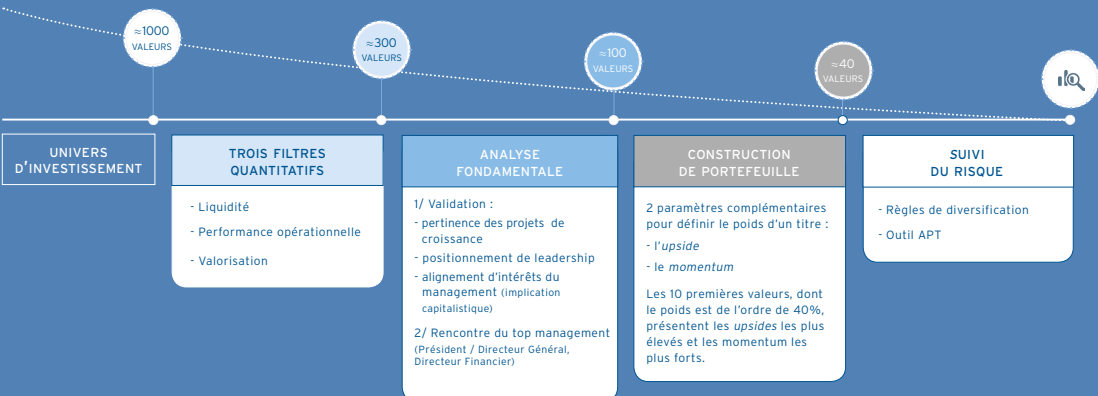 ≈1000
VALEURS
≈300
VALEURS
≈100
VALEURS
≈40
VALEURS
UNIVERS
D'INVESTISSEMENT
TROIS FILTRES
QUANTITATIFS
- Liquidité
- Performance opérationnelle
- Valorisation
ANALYSE
FONDAMENTALE
1/ Validation :
- pertinence des projets de
croissance
- positionnement de leadership
- alignement d'intérêts du
management (implication
capitalistique)
2/ Rencontre du top management
(Président / Directeur Général,
Directeur Financier)
CONSTRUCTION
DE PORTEFEUILLE
2 paramètres complémentaires
pour définir le poids d'un titre :
- l'upside
- le momentum
Les 10 premières valeurs, dont
le poids est de l'ordre de 40%,
présentent les upsides les plus
élevés et les momentum les
plus forts.
SUIVI
DU RISQUE
- Règles de diversification
- Outil APT